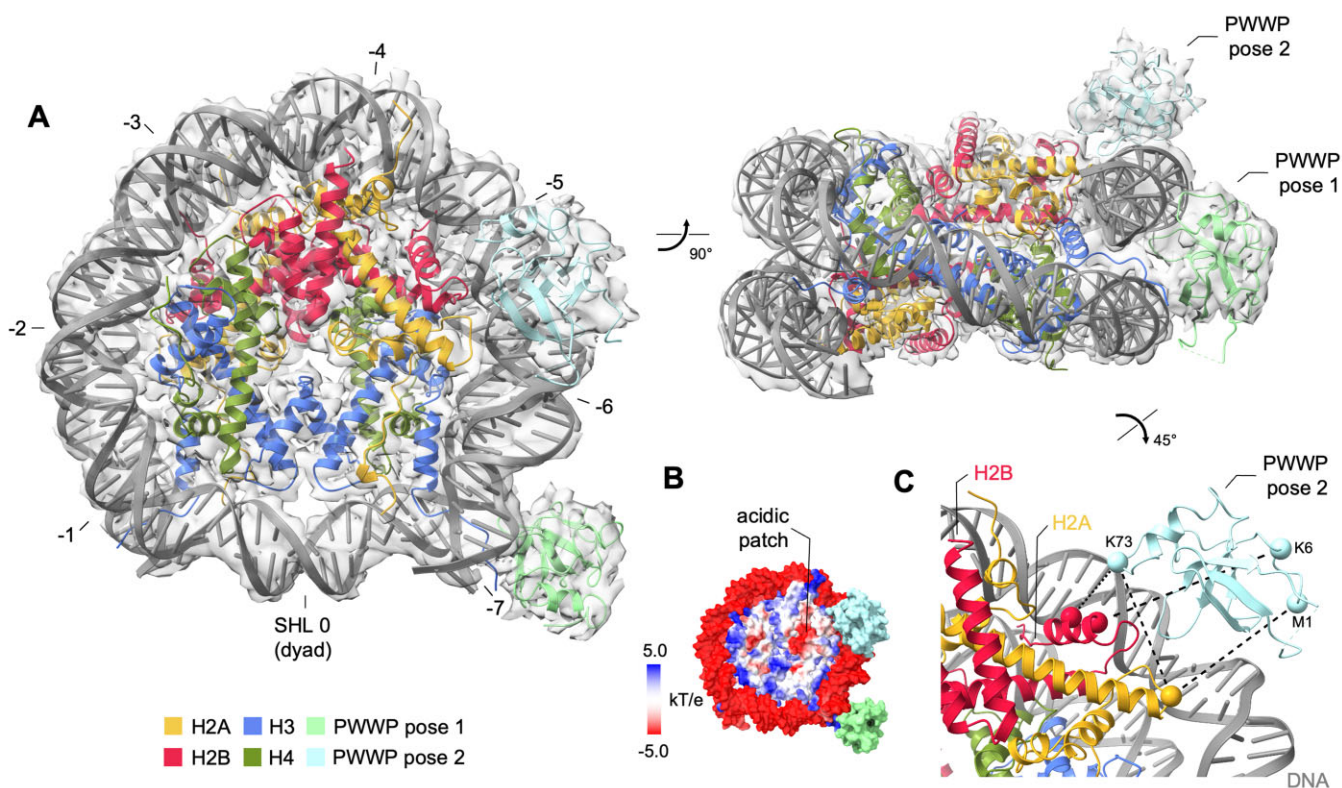 A
-4
-3
-5
-2
-6
-1
-7
SHL 0
(dyad)
90°
PWWP
pose 2
PWWP
pose 1
45°
H2A
H3
PWWP pose 1
H2B
H4
PWWP pose 2
B
acidic
patch
5.0
kT/e
-5.0
C
H2B
H2A
PWWP
pose 2
K73
K6
M1
DNA